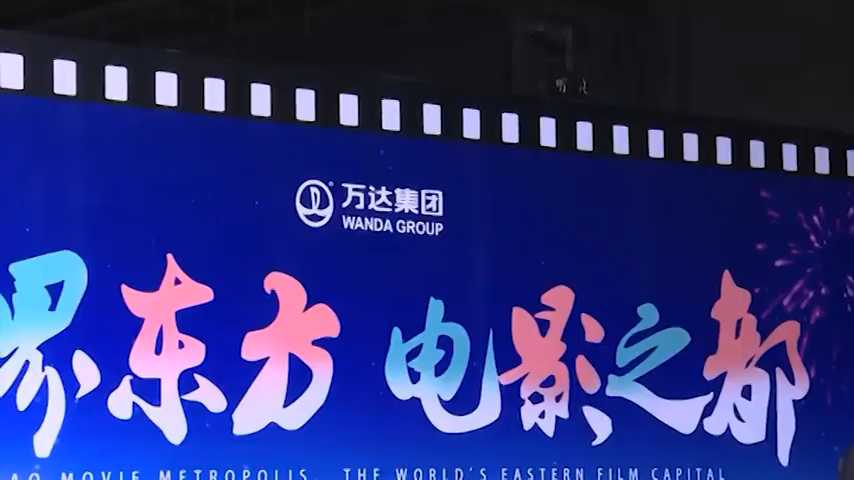 万达集团
WANDA GROUP
界东方 电影之都
AO MOVIE METROPOLIS, THE WORLD'S EASTERN FILM CAPITAL